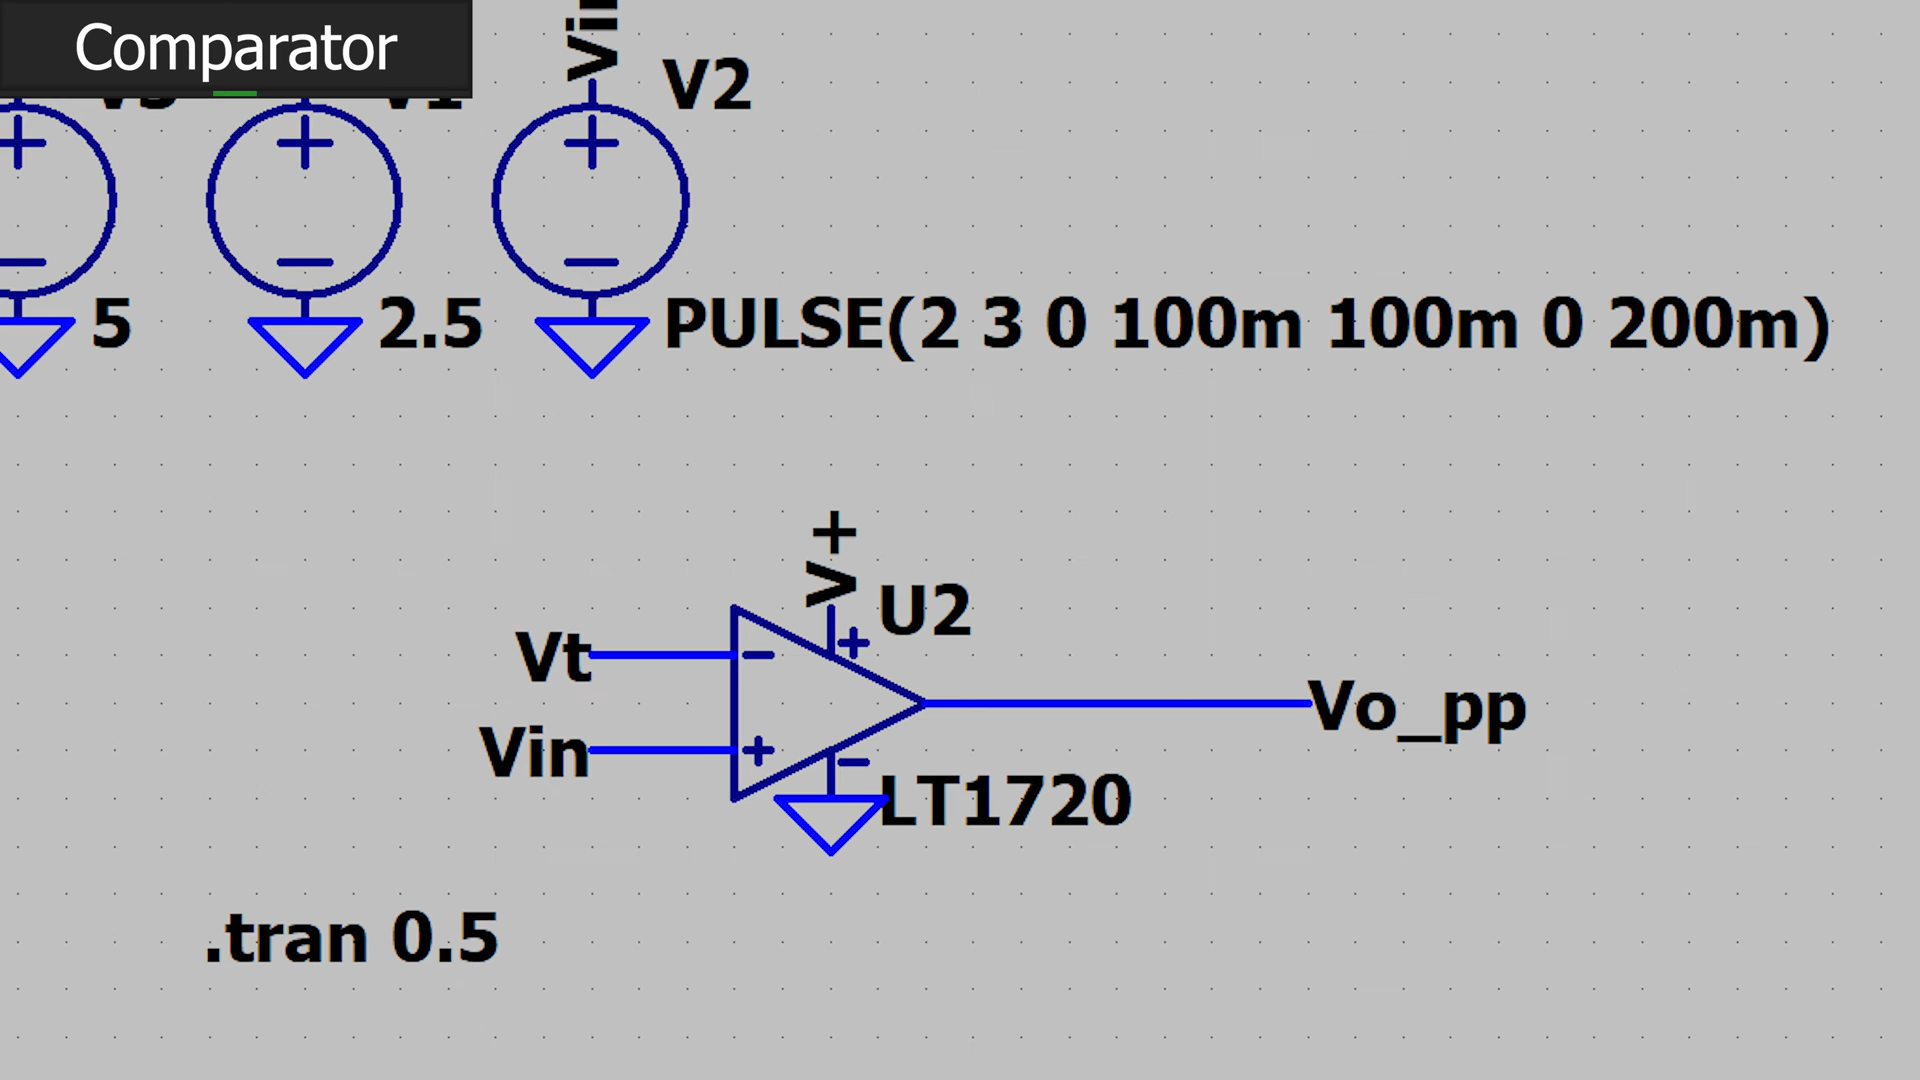 Comparator
Vin
V2
5
2.5
PULSE(2 3 0 100m 100m 0 200m)
V+
U2
Vt
Vin
Vo_pp
LT1720
.tran 0.5